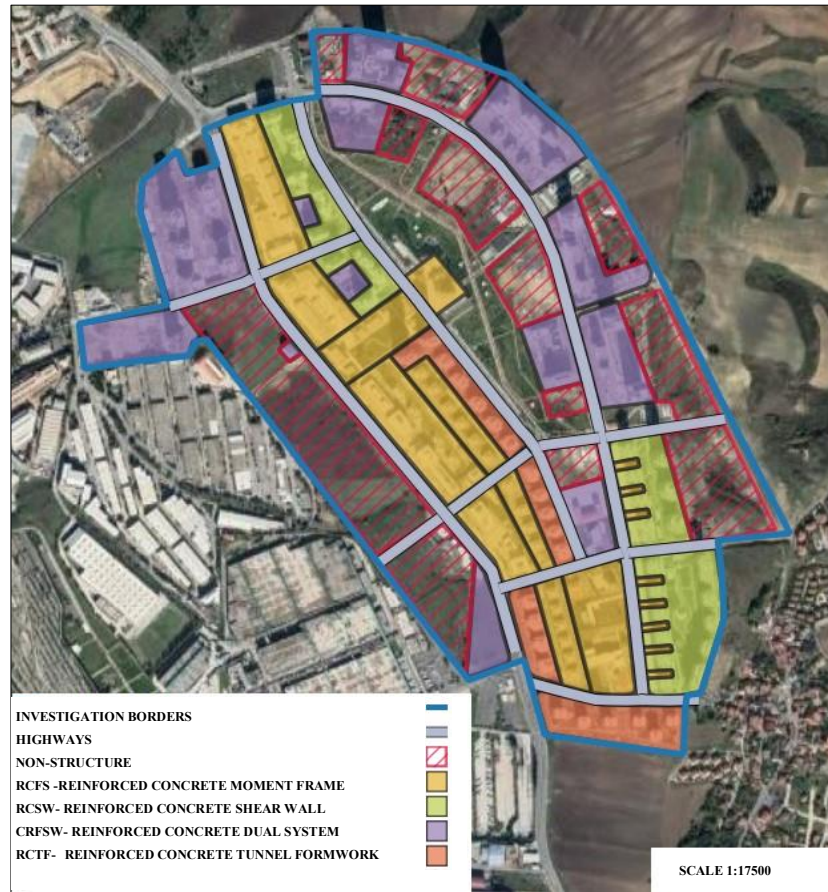 INVESTIGATION BORDERS
HIGHWAYS
NON-STRUCTURE
RCFS -REINFORCED CONCRETE MOMENT FRAME
RCSW- REINFORCED CONCRETE SHEAR WALL
CRFSW- REINFORCED CONCRETE DUAL SYSTEM
RCTF- REINFORCED CONCRETE TUNNEL FORMWORK
SCALE 1:17500